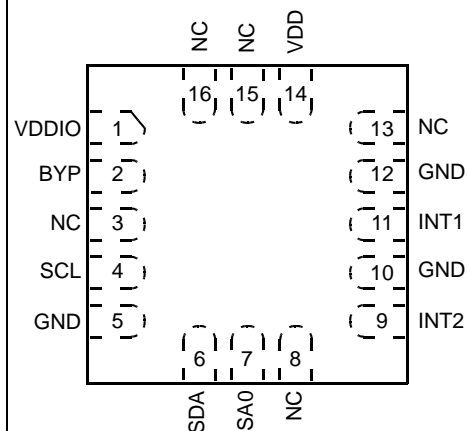 NC NC VDD
16 15 14
VDDIO 1 13 NC
BYP 2 12 GND
NC 3 11 INT1
SCL 4 10 GND
GND 5 9 INT2
6 7 8
SDA SA0 NC